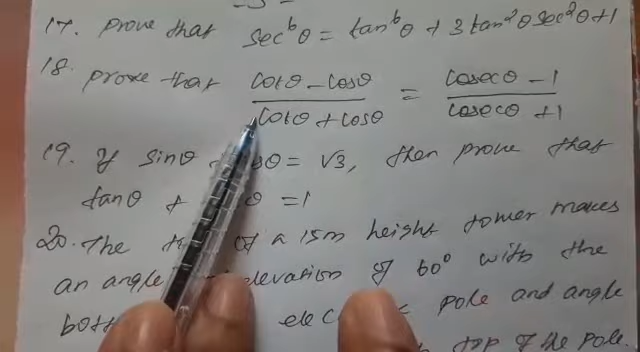 17. Prove that sec⁶θ = tan⁶θ + 3tan²θ sec²θ + 1
18. Prove that (cotθ - cosθ)/(cotθ + cosθ) = (cosecθ - 1)/(cosecθ + 1)
19. If sinθ θ = √3, then prove that
tanθ + θ = 1
20. The of a 15m height tower makes
an angle elevation of 60° with the
pole and angle
top of the pole.